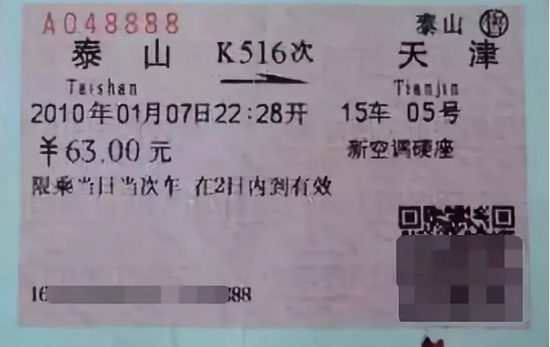 A048888 泰山
泰山 K516次 天津
Taishan Tianjin
2010年01月07日22:28开 15车 05号
￥63.00元 新空调硬座
限乘当日当次车 在2日内到有效
16 888